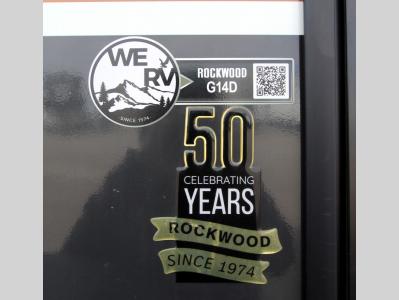 WE
RV
SINCE 1974
ROCKWOOD
G14D
50
CELEBRATING
YEARS
ROCKWOOD
SINCE 1974